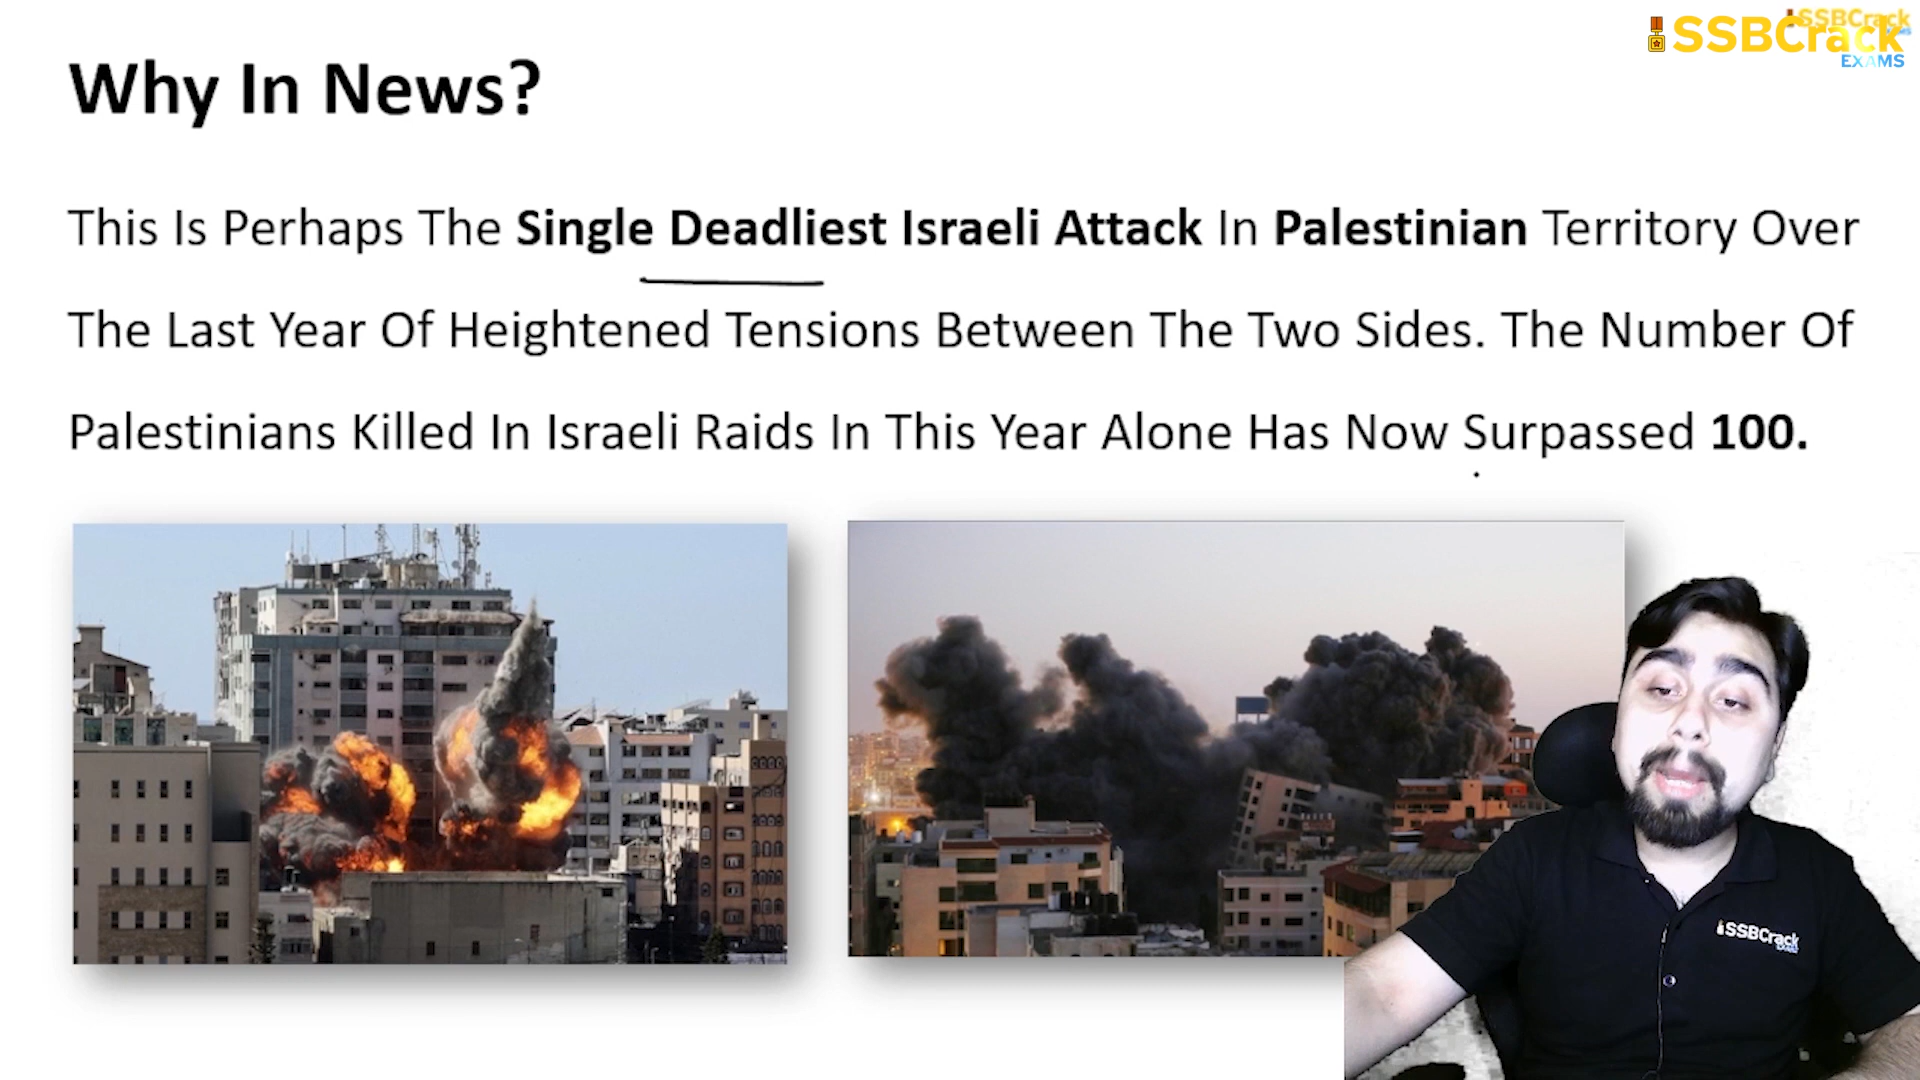 SSBCrack
SSBCrack
EXAMS
Why In News?
This Is Perhaps The Single Deadliest Israeli Attack In Palestinian Territory Over
The Last Year Of Heightened Tensions Between The Two Sides. The Number Of
Palestinians Killed In Israeli Raids In This Year Alone Has Now Surpassed 100.
SSBCrack
EXAMS